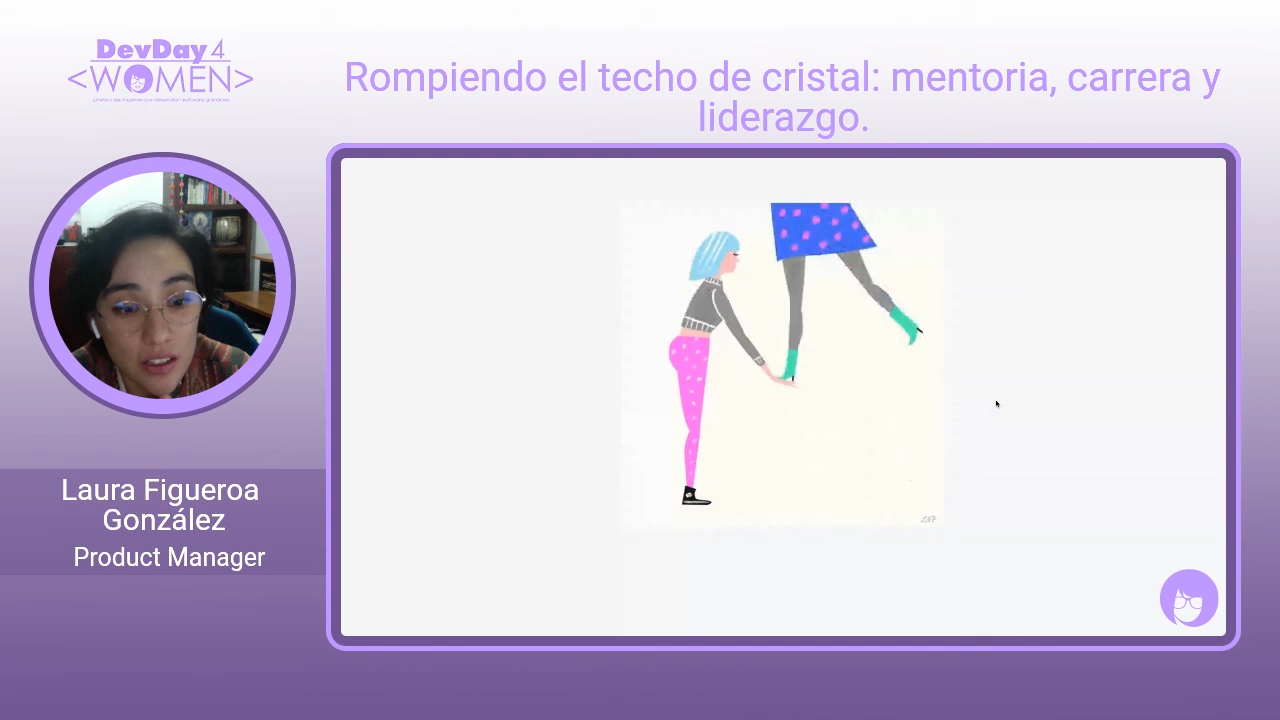 DevDay4
<WOMEN>
Rompiendo el techo de cristal: mentoria, carrera y
liderazgo.
Laura Figueroa
González
Product Manager